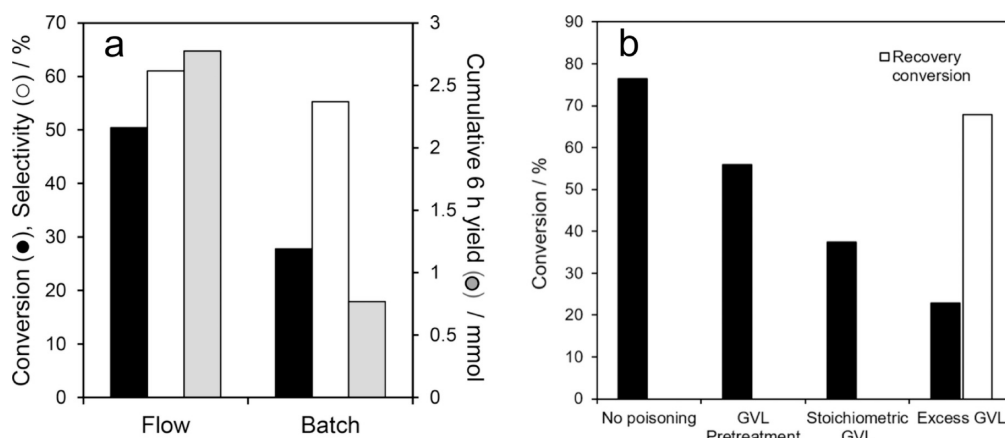 a
70
60
50
40
30
20
10
0
Conversion (●), Selectivity (○) / %
3
2.5
2
1.5
1
0.5
0
Cumulative 6 h yield (●) / mmol
Flow Batch
b
90
80
70
60
50
40
30
20
10
0
Conversion / %
Recovery
conversion
No poisoning GVL Stoichiometric Excess GVL
Pretreatment GVL